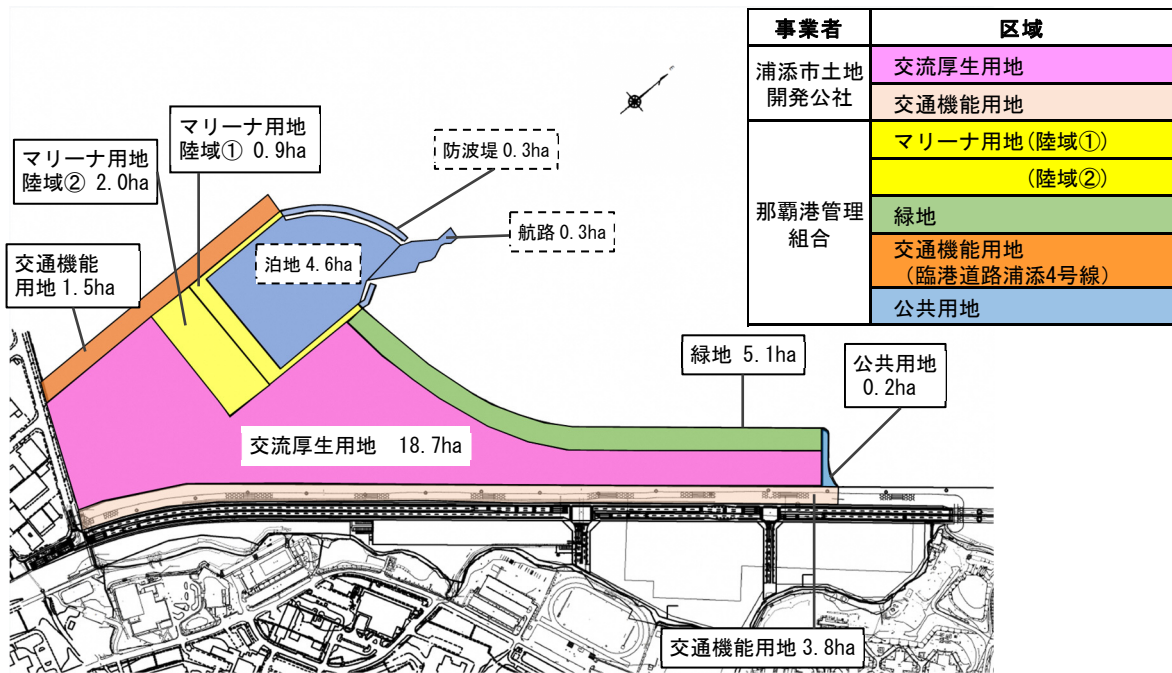 事業者 区域
浦添市土地
開発公社
交流厚生用地
交通機能用地
那覇港管理
組合
マリーナ用地(陸域①)
(陸域②)
緑地
交通機能用地
(臨港道路浦添4号線)
公共用地
マリーナ用地
陸域① 0.9ha
マリーナ用地
陸域② 2.0ha
防波堤 0.3ha
航路 0.3ha
泊地 4.6ha
交通機能
用地 1.5ha
緑地 5.1ha
公共用地
0.2ha
交流厚生用地 18.7ha
交通機能用地 3.8ha